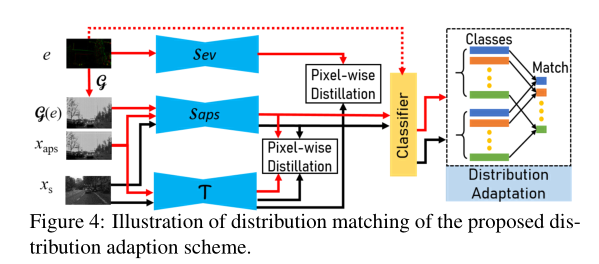 Classes
e
Sev
Match
Pixel-wise
Distillation
G
G(e)
Saps
Classifier
x_aps
Pixel-wise
Distillation
x_s
T
Distribution
Adaptation
Figure 4: Illustration of distribution matching of the proposed dis-
tribution adaption scheme.